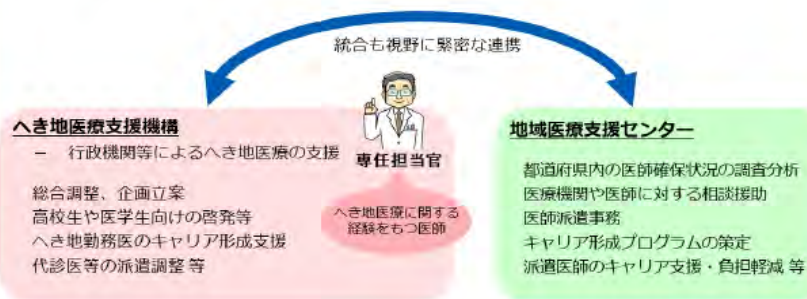 統合も視野に緊密な連携
へき地医療支援機構
－ 行政機関等によるへき地医療の支援
総合調整、企画立案
高校生や医学生向けの啓発等
へき地勤務医のキャリア形成支援
代診医等の派遣調整 等
専任担当官
へき地医療に関する
経験をもつ医師
地域医療支援センター
都道府県内の医師確保状況の調査分析
医療機関や医師に対する相談援助
医師派遣事務
キャリア形成プログラムの策定
派遣医師のキャリア支援・負担軽減 等